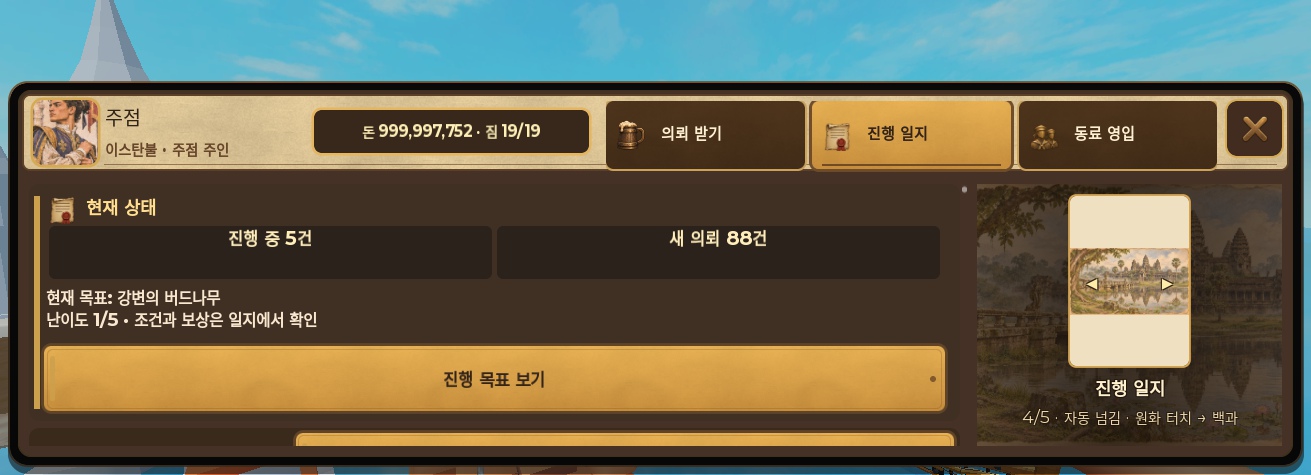 주점
이스탄불 • 주점 주인
돈 999,997,752 · 짐 19/19
의뢰 받기
진행 일지
동료 영입
현재 상태
진행 중 5건
새 의뢰 88건
현재 목표: 강변의 버드나무
난이도 1/5 • 조건과 보상은 일지에서 확인
진행 목표 보기
진행 일지
4/5 · 자동 넘김 · 원화 터치 → 백과